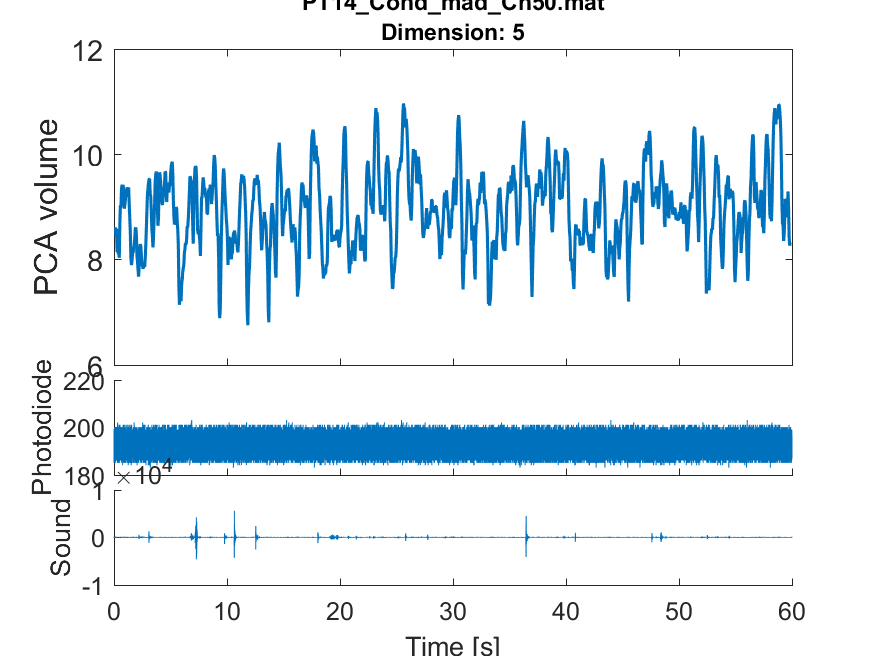 PT14_Cond_mad_Ch50.mat
Dimension: 5
12
10
8
6
PCA volume
220
200
180
Photodiode
×10⁴
1
0
-1
Sound
0 10 20 30 40 50 60
Time [s]